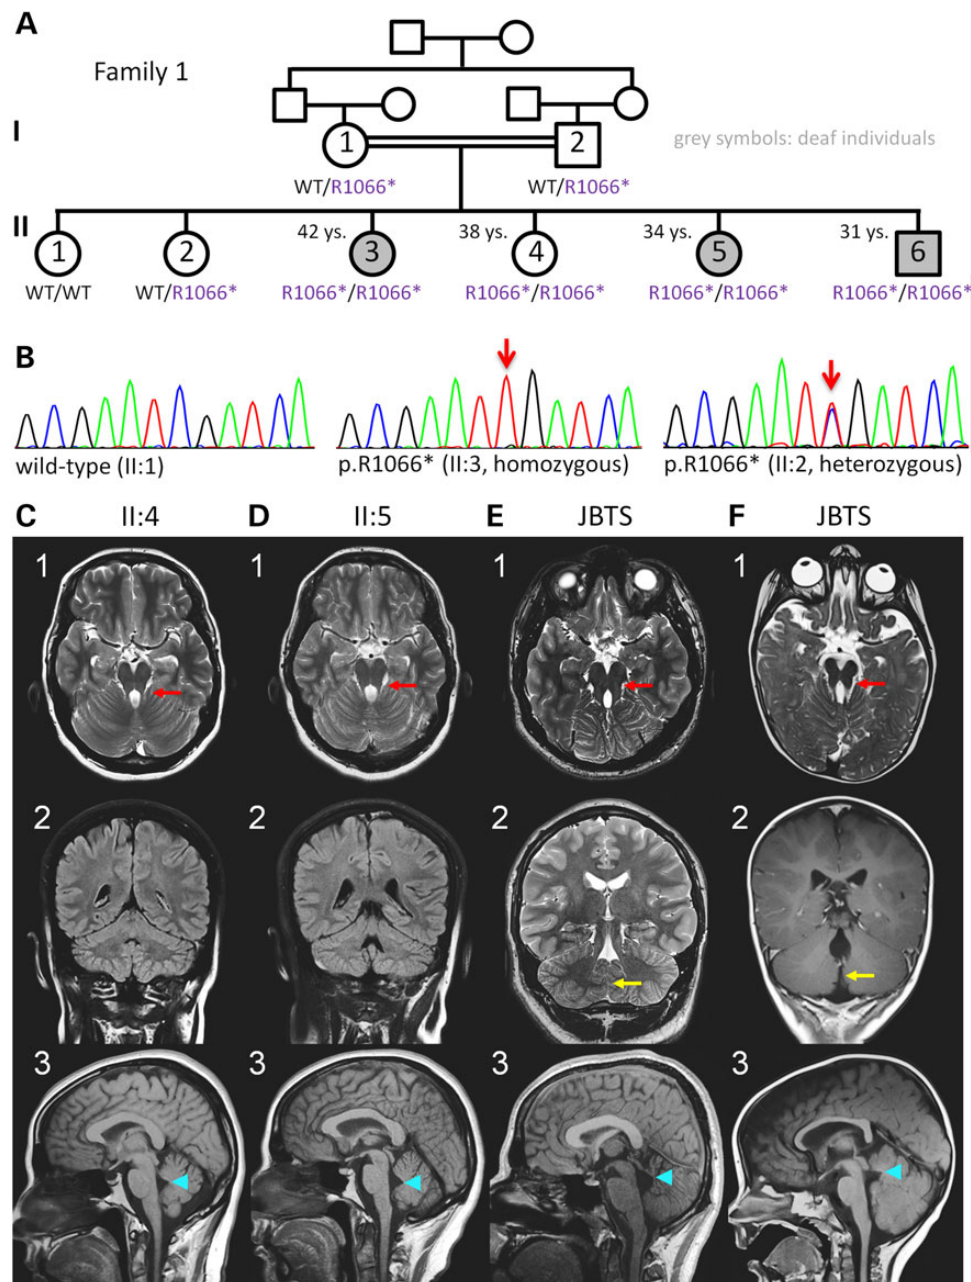 A
Family 1
I
1
2
grey symbols: deaf individuals
WT/R1066*
WT/R1066*
II
42 ys.
38 ys.
34 ys.
31 ys.
1
2
3
4
5
6
WT/WT
WT/R1066*
R1066*/R1066*
R1066*/R1066*
R1066*/R1066*
R1066*/R1066*
B
wild-type (II:1)
p.R1066* (II:3, homozygous)
p.R1066* (II:2, heterozygous)
C II:4
D II:5
E JBTS
F JBTS
1
1
1
1
2
2
2
2
3
3
3
3